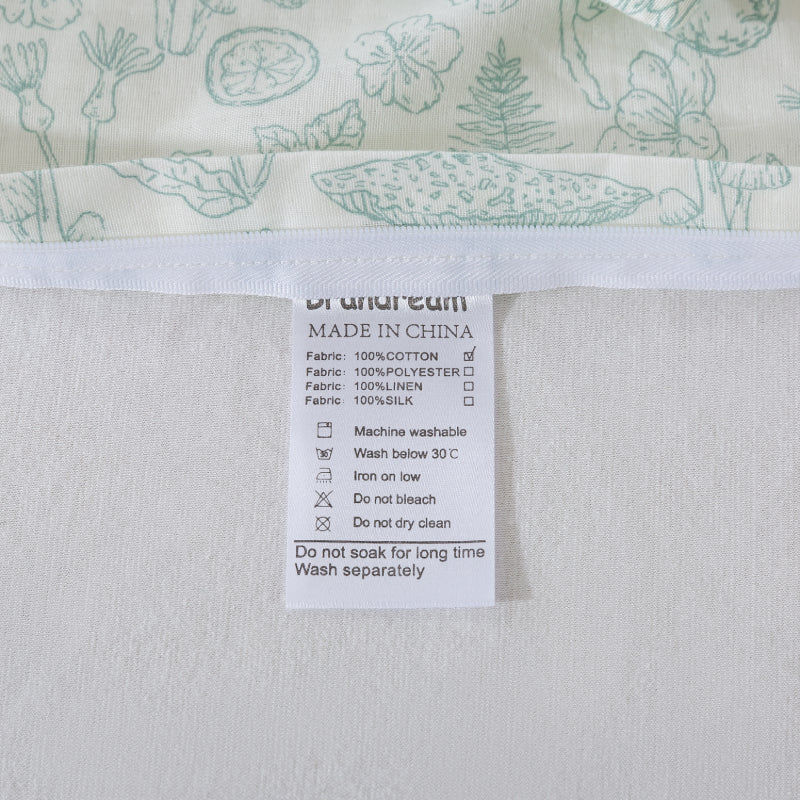 Brandream
MADE IN CHINA
Fabric: 100%COTTON ☑
Fabric: 100%POLYESTER ☐
Fabric: 100%LINEN ☐
Fabric: 100%SILK ☐
Machine washable
30 Wash below 30℃
Iron on low
Do not bleach
Do not dry clean
Do not soak for long time
Wash separately